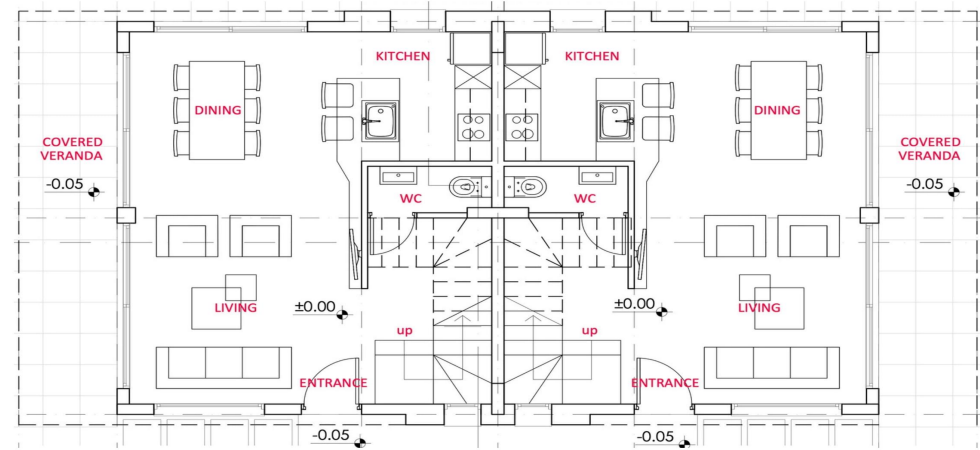 KITCHEN
KITCHEN
DINING
DINING
COVERED
VERANDA
COVERED
VERANDA
-0.05
-0.05
WC
WC
LIVING
±0.00
±0.00
LIVING
up
up
ENTRANCE
ENTRANCE
-0.05
-0.05